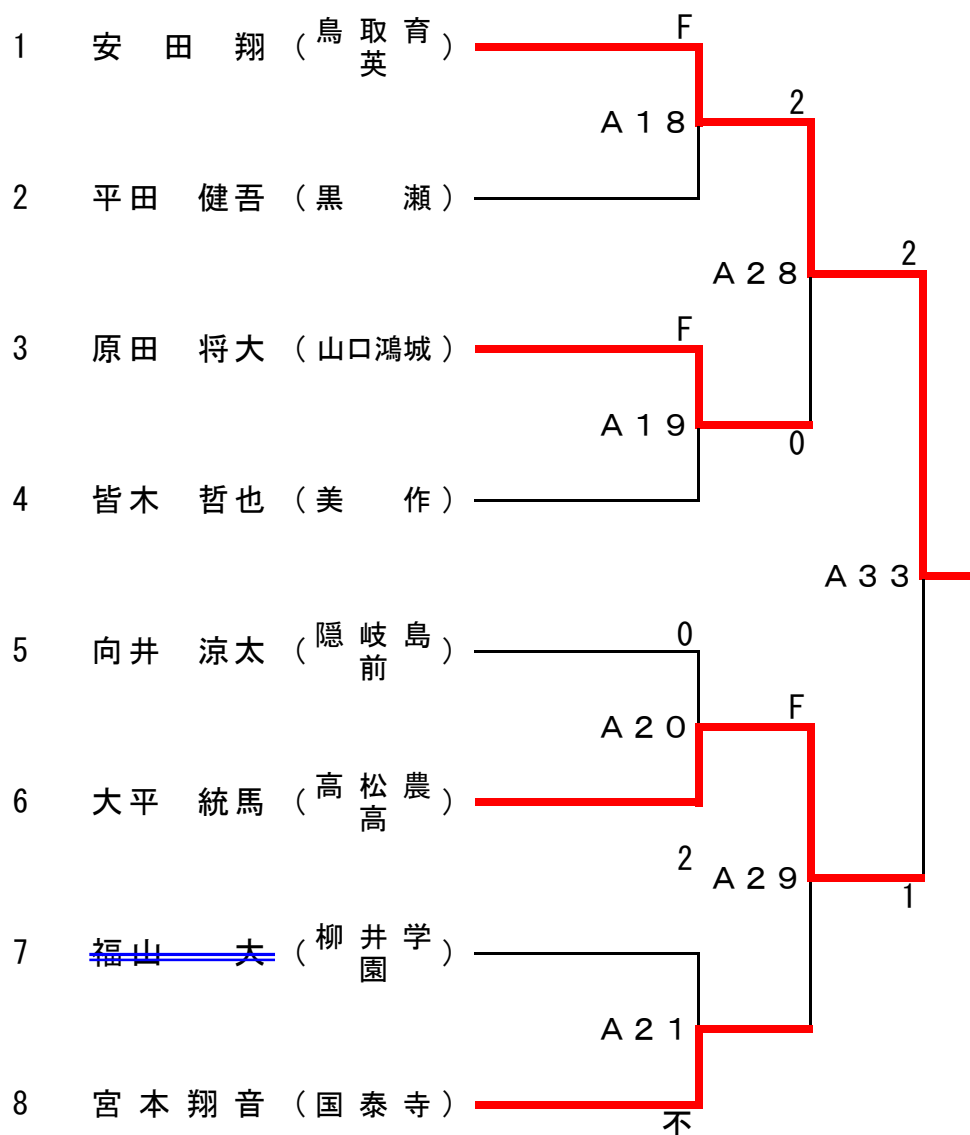 F
1 安田翔 (鳥取育英)
2
A18
2 平田 健吾 (黒瀬)
2
A28
F
3 原田 将大 (山口鴻城)
A19
0
4 皆木 哲也 (美作)
A33
0
5 向井 涼太 (隠岐島前)
F
A20
6 大平 統馬 (高松農高)
2
A29
1
7 福山 大 (柳井学園)
A21
8 宮本翔音 (国泰寺)
不